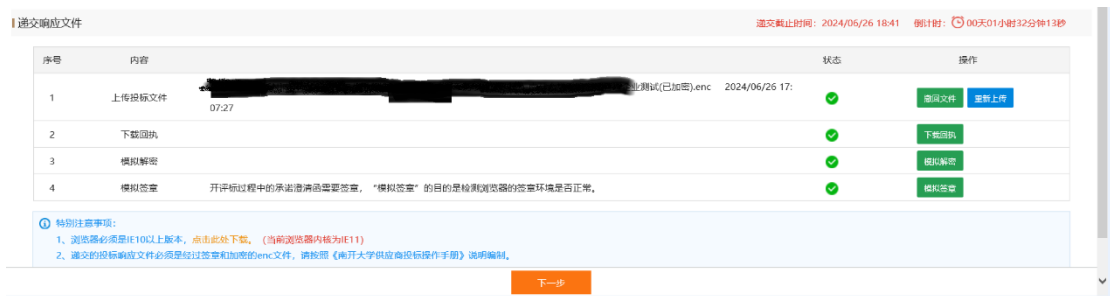 递交响应文件
递交截止时间：2024/06/26 18:41 倒计时： 00天01小时32分钟13秒
序号 内容 状态 操作
1 上传投标文件 业测试(已加密).enc 2024/06/26 17:
07:27 撤回文件 重新上传
2 下载回执 下载回执
3 模拟解密 模拟解密
4 模拟签章 开评标过程中的承诺澄清函需要签章，“模拟签章”的目的是检测浏览器的签章环境是否正常。 模拟签章
特别注意事项：
1、浏览器必须是IE10以上版本，点击此处下载。（当前浏览器内核为IE11）
2、递交的投标响应文件必须是经过签章和加密的enc文件，请按照《南开大学供应商投标操作手册》说明编制。
下一步